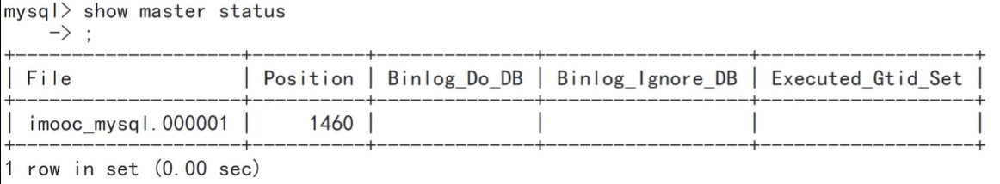 mysql> show master status
    -> ;
+--------------------+----------+--------------+------------------+-------------------+
| File               | Position | Binlog_Do_DB | Binlog_Ignore_DB | Executed_Gtid_Set |
+--------------------+----------+--------------+------------------+-------------------+
| imooc_mysql.000001 |     1460 |              |                  |                   |
+--------------------+----------+--------------+------------------+-------------------+
1 row in set (0.00 sec)